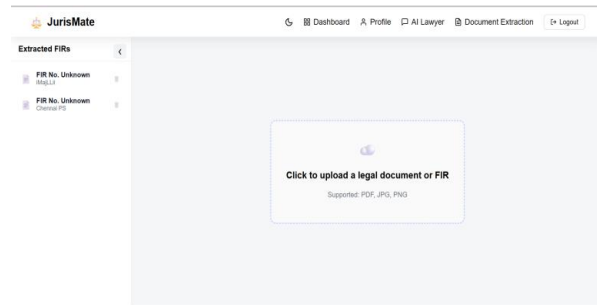 JurisMate
Dashboard
Profile
AI Lawyer
Document Extraction
Logout
Extracted FIRs
FIR No. Unknown
FIR No. Unknown
Chennai PS
Click to upload a legal document or FIR
Supported: PDF, JPG, PNG